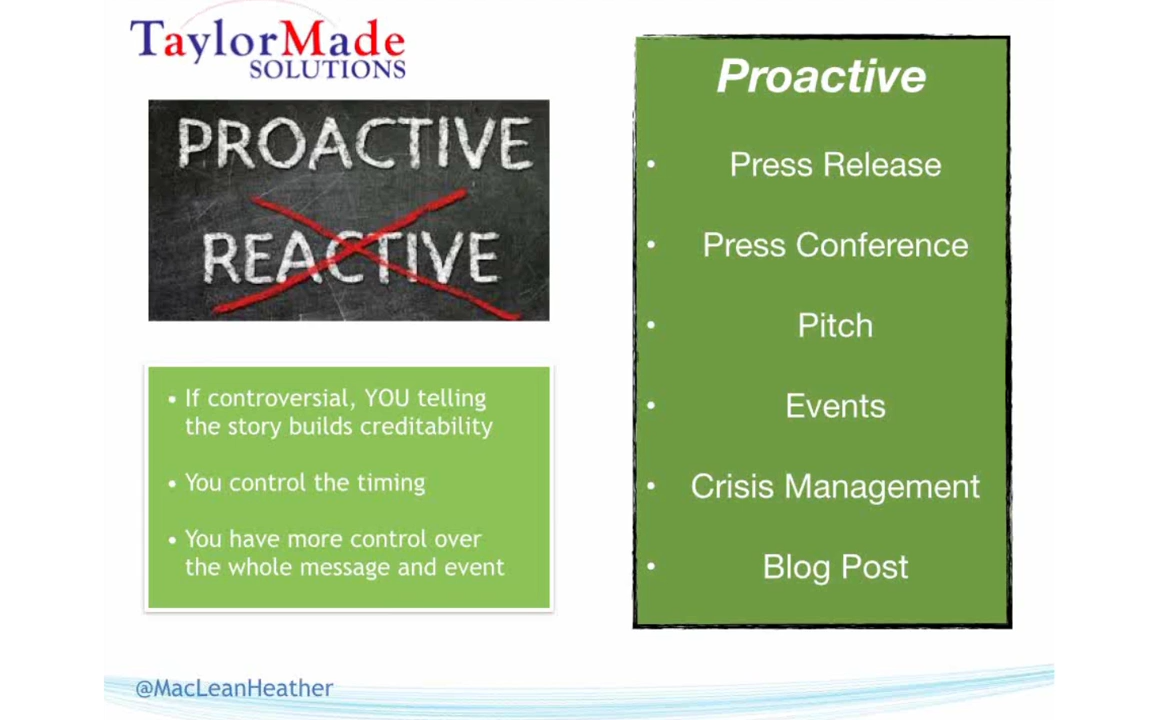 TaylorMade
SOLUTIONS
PROACTIVE
REACTIVE
• If controversial, YOU telling
the story builds creditability
• You control the timing
• You have more control over
the whole message and event
Proactive
• Press Release
• Press Conference
• Pitch
• Events
• Crisis Management
• Blog Post
@MacLeanHeather